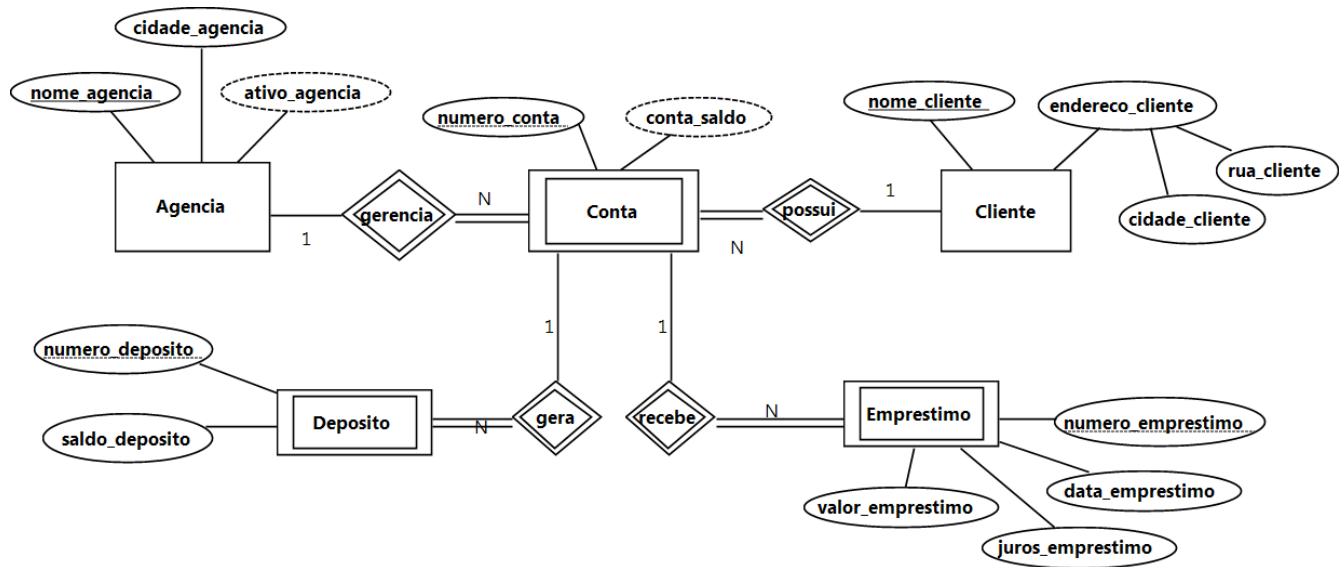 cidade_agencia
nome_agencia
ativo_agencia
numero_conta
conta_saldo
nome_cliente
endereco_cliente
rua_cliente
cidade_cliente
Agencia
1
gerencia
N
Conta
N
possui
1
Cliente
1
1
numero_deposito
saldo_deposito
Deposito
N
gera
recebe
N
Emprestimo
numero_emprestimo
data_emprestimo
valor_emprestimo
juros_emprestimo